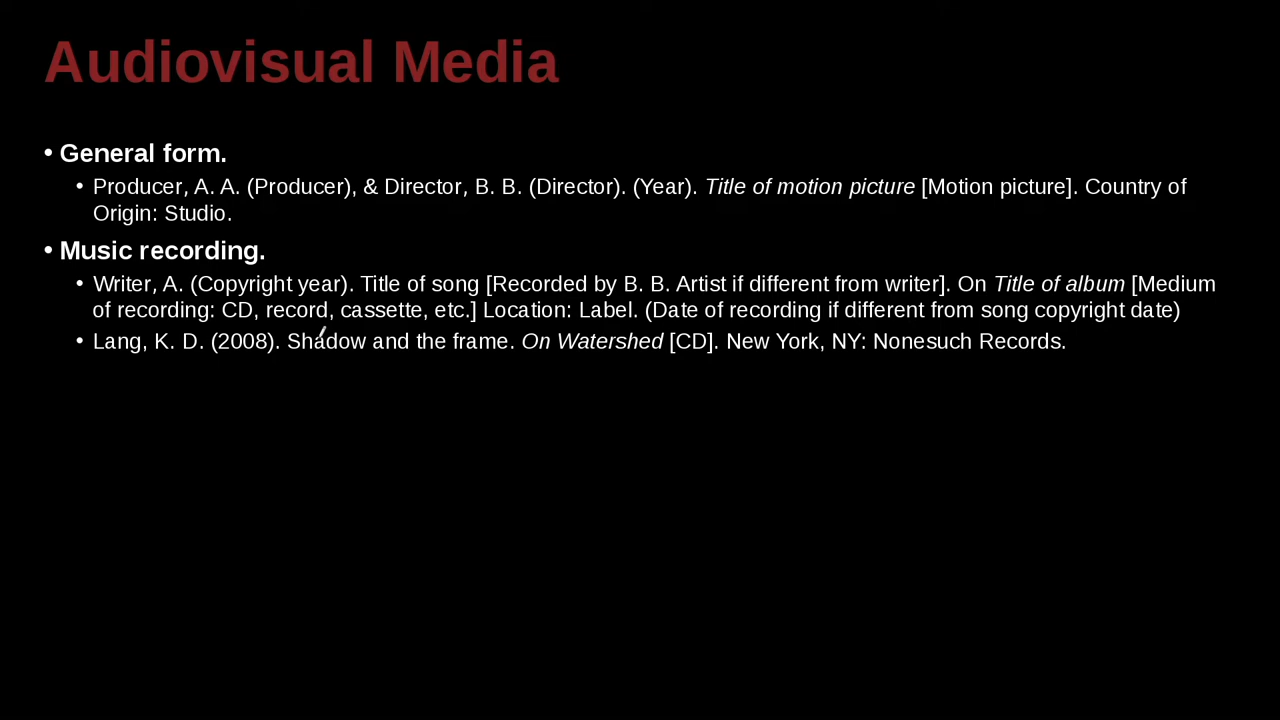 Audiovisual Media
• General form.
• Producer, A. A. (Producer), & Director, B. B. (Director). (Year). Title of motion picture [Motion picture]. Country of
Origin: Studio.
• Music recording.
• Writer, A. (Copyright year). Title of song [Recorded by B. B. Artist if different from writer]. On Title of album [Medium
of recording: CD, record, cassette, etc.] Location: Label. (Date of recording if different from song copyright date)
• Lang, K. D. (2008). Shadow and the frame. On Watershed [CD]. New York, NY: Nonesuch Records.